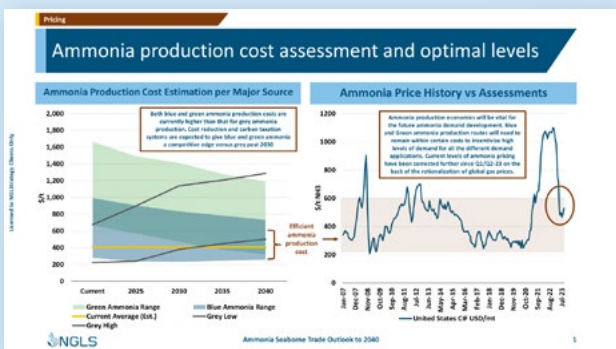 Pricing
Ammonia production cost assessment and optimal levels
Ammonia Production Cost Estimation per Major Source
2,000
1,800
1,600
1,400
1,200
1,000
800
600
400
200
0
$/t
Both blue and green ammonia production costs are
currently higher than that for grey ammonia
production. Cost reduction and carbon taxation
systems are expected to give blue and green ammonia
a competitive edge versus grey post 2030
Current
2025
2030
2035
2040
Green Ammonia Range
Blue Ammonia Range
Current Average (Est.)
Grey Low
Grey High
Efficient
ammonia
production
cost
Ammonia Price History vs Assessments
1200
1000
800
600
400
200
0
$/t NH3
Ammonia production economics will be vital for
the future ammonia demand development. Blue
and Green ammonia production routes will need to
remain within certain costs to incentivise high
levels of demand for all the different demand
applications. Current levels of ammonia pricing
have been corrected further since Q1/Q2-23 on the
back of the rationalisation of global gas prices.
Jan-07
Dec-07
Nov-08
Oct-09
Sep-10
Aug-11
Jul-12
Jun-13
May-14
Apr-15
Mar-16
Feb-17
Jan-18
Dec-18
Nov-19
Oct-20
Sep-21
Aug-22
Jul-23
United States CIF USD/mt
Licensed to NGLStrategy Clients Only
NGLS
Ammonia Seaborne Trade Outlook to 2040
1